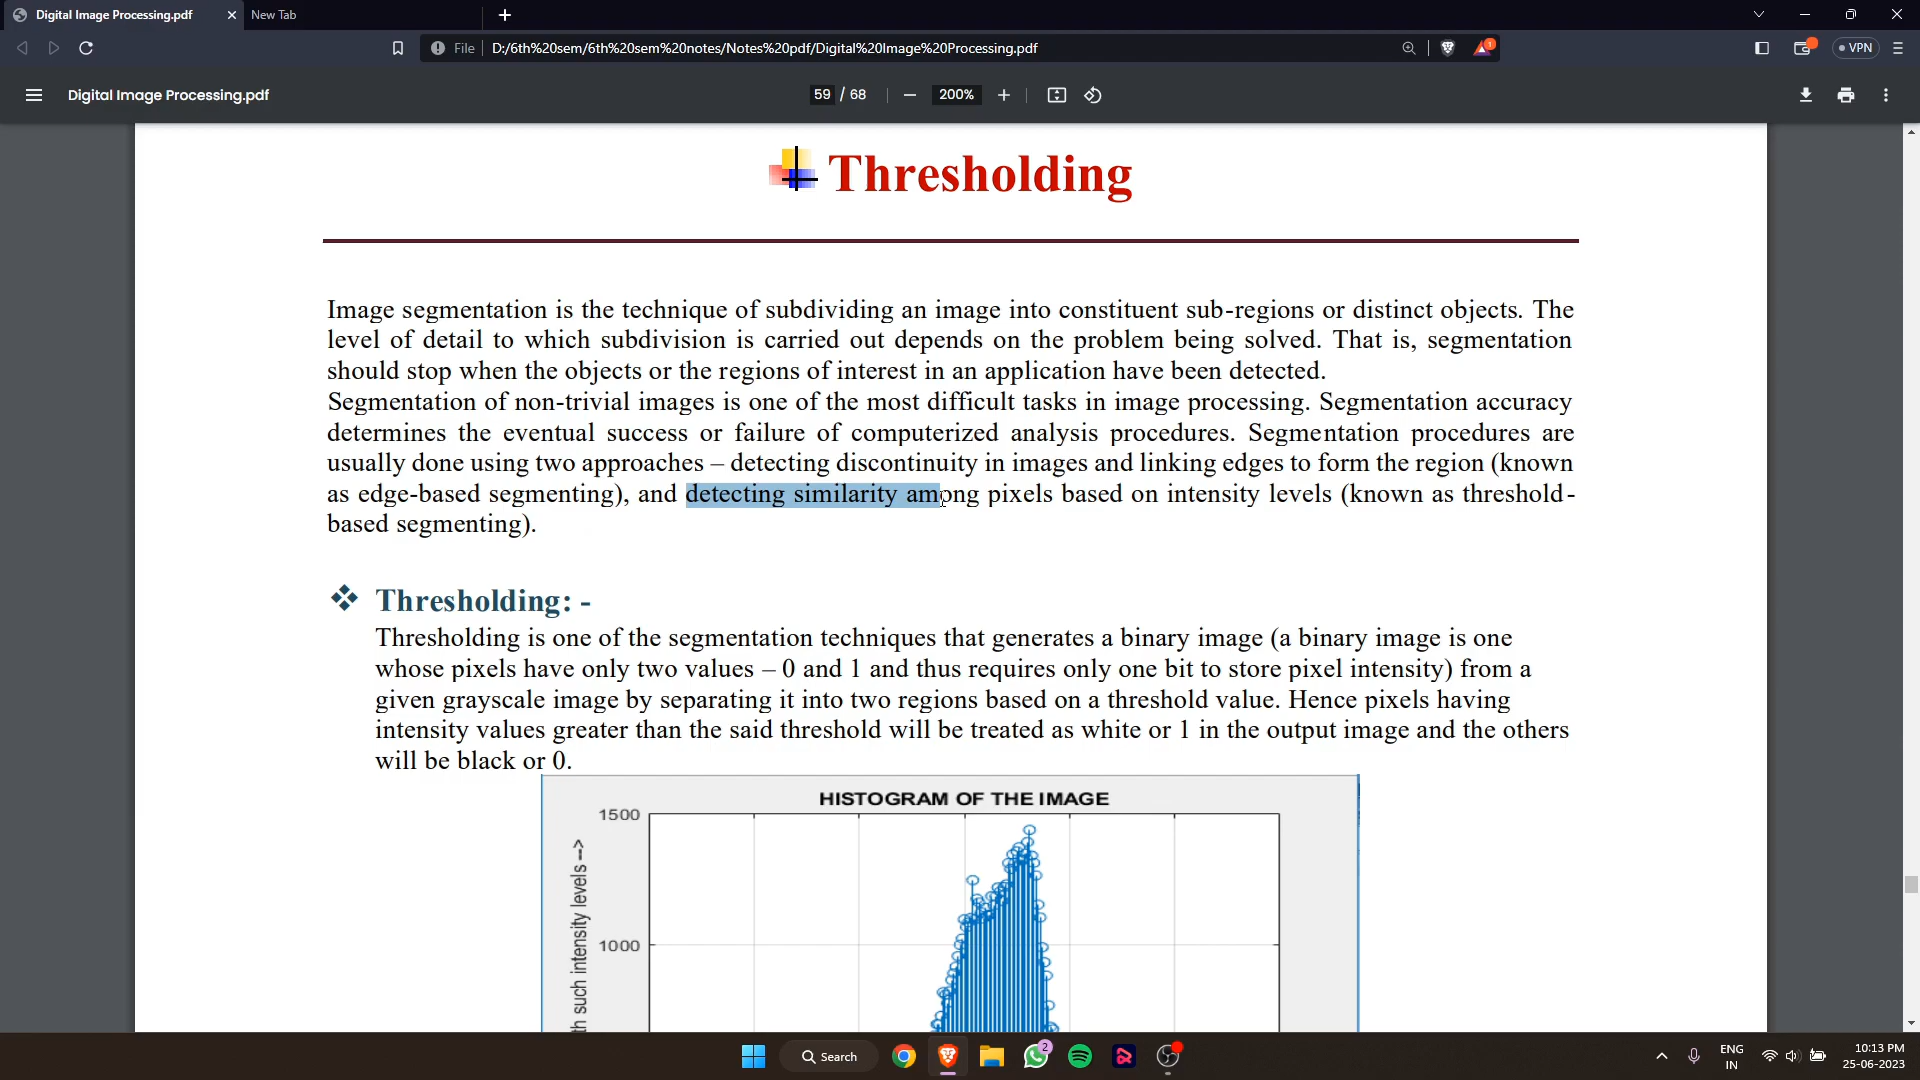 Digital Image Processing.pdf
New Tab
File
D:/6th%20sem/6th%20sem%20notes/Notes%20pdf/Digital%20Image%20Processing.pdf
1
VPN
Digital Image Processing.pdf
59 / 68
200%
Thresholding
Image segmentation is the technique of subdividing an image into constituent sub-regions or distinct objects. The
level of detail to which subdivision is carried out depends on the problem being solved. That is, segmentation
should stop when the objects or the regions of interest in an application have been detected.
Segmentation of non-trivial images is one of the most difficult tasks in image processing. Segmentation accuracy
determines the eventual success or failure of computerized analysis procedures. Segmentation procedures are
usually done using two approaches – detecting discontinuity in images and linking edges to form the region (known
as edge-based segmenting), and detecting similarity among pixels based on intensity levels (known as threshold-
based segmenting).
Thresholding: -
Thresholding is one of the segmentation techniques that generates a binary image (a binary image is one
whose pixels have only two values – 0 and 1 and thus requires only one bit to store pixel intensity) from a
given grayscale image by separating it into two regions based on a threshold value. Hence pixels having
intensity values greater than the said threshold will be treated as white or 1 in the output image and the others
will be black or 0.
HISTOGRAM OF THE IMAGE
1500
1000
th such intensity levels -->
Search
2
ENG
IN
10:13 PM
25-06-2023